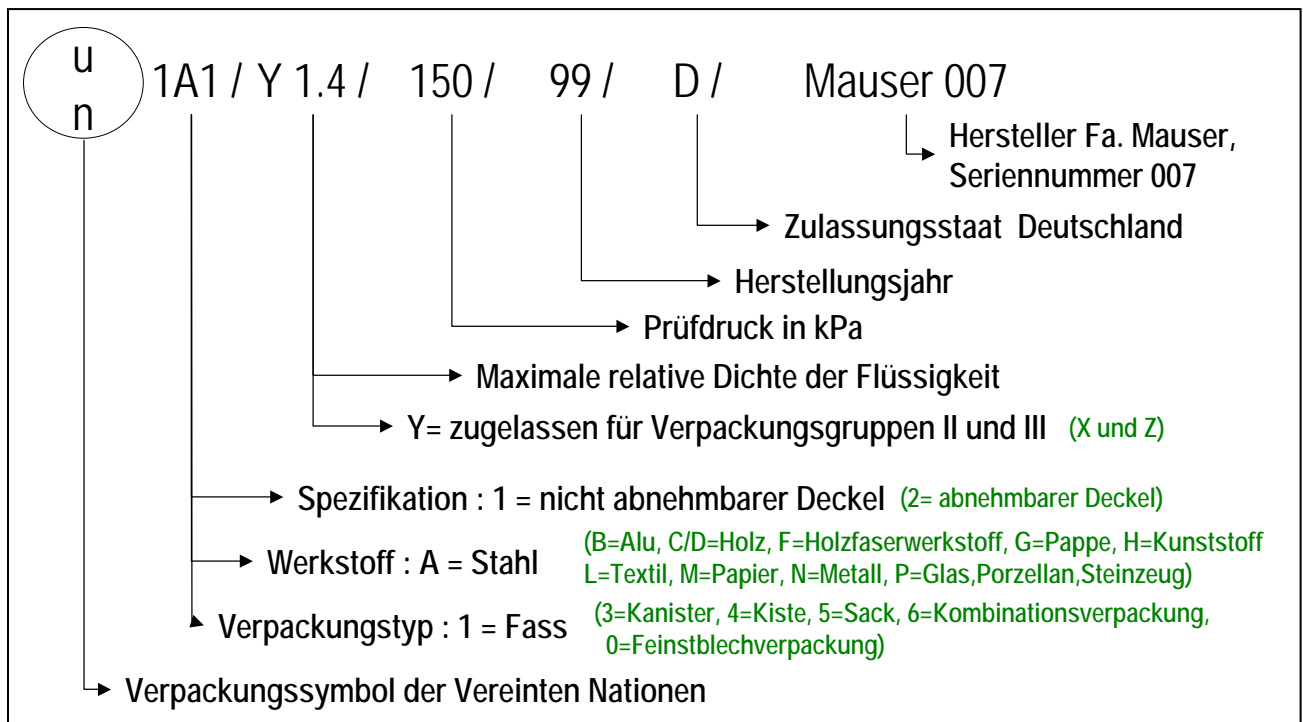 u
n
1A1 / Y 1.4 / 150 / 99 / D / Mauser 007
Hersteller Fa. Mauser,
Seriennummer 007
Zulassungsstaat Deutschland
Herstellungsjahr
Prüfdruck in kPa
Maximale relative Dichte der Flüssigkeit
Y= zugelassen für Verpackungsgruppen II und III (X und Z)
Spezifikation : 1 = nicht abnehmbarer Deckel (2= abnehmbarer Deckel)
Werkstoff : A = Stahl (B=Alu, C/D=Holz, F=Holzfaserwerkstoff, G=Pappe, H=Kunststoff
L=Textil, M=Papier, N=Metall, P=Glas,Porzellan,Steinzeug)
Verpackungstyp : 1 = Fass (3=Kanister, 4=Kiste, 5=Sack, 6=Kombinationsverpackung,
0=Feinstblechverpackung)
Verpackungssymbol der Vereinten Nationen